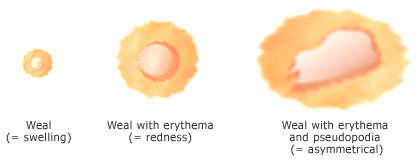 Weal
(= swelling)
Weal with erythema
(= redness)
Weal with erythema
and pseudopodia
(= asymmetrical)